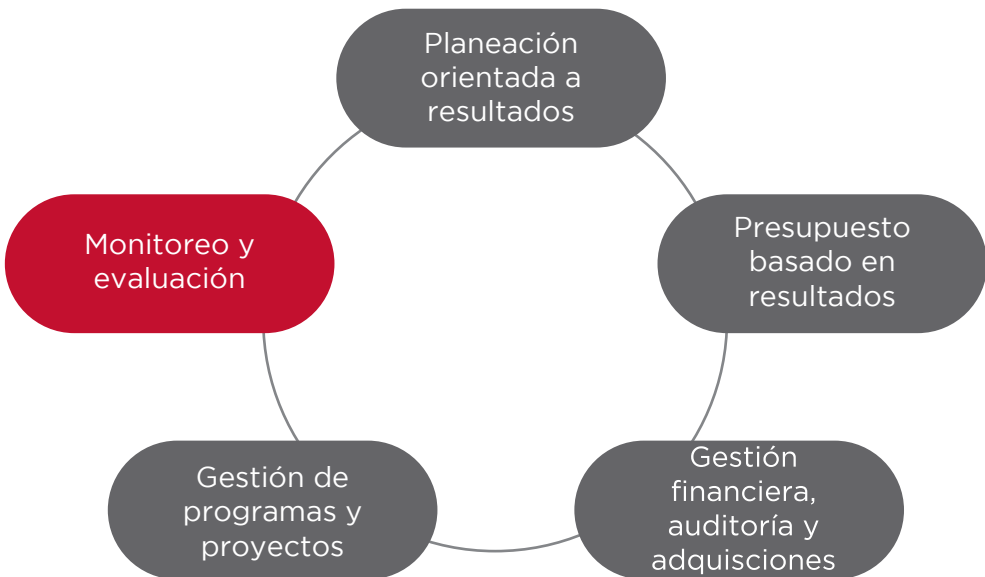 Planeación
orientada a
resultados
Monitoreo y
evaluación
Presupuesto
basado en
resultados
Gestión de
programas y
proyectos
Gestión
financiera,
auditoría y
adquisciones